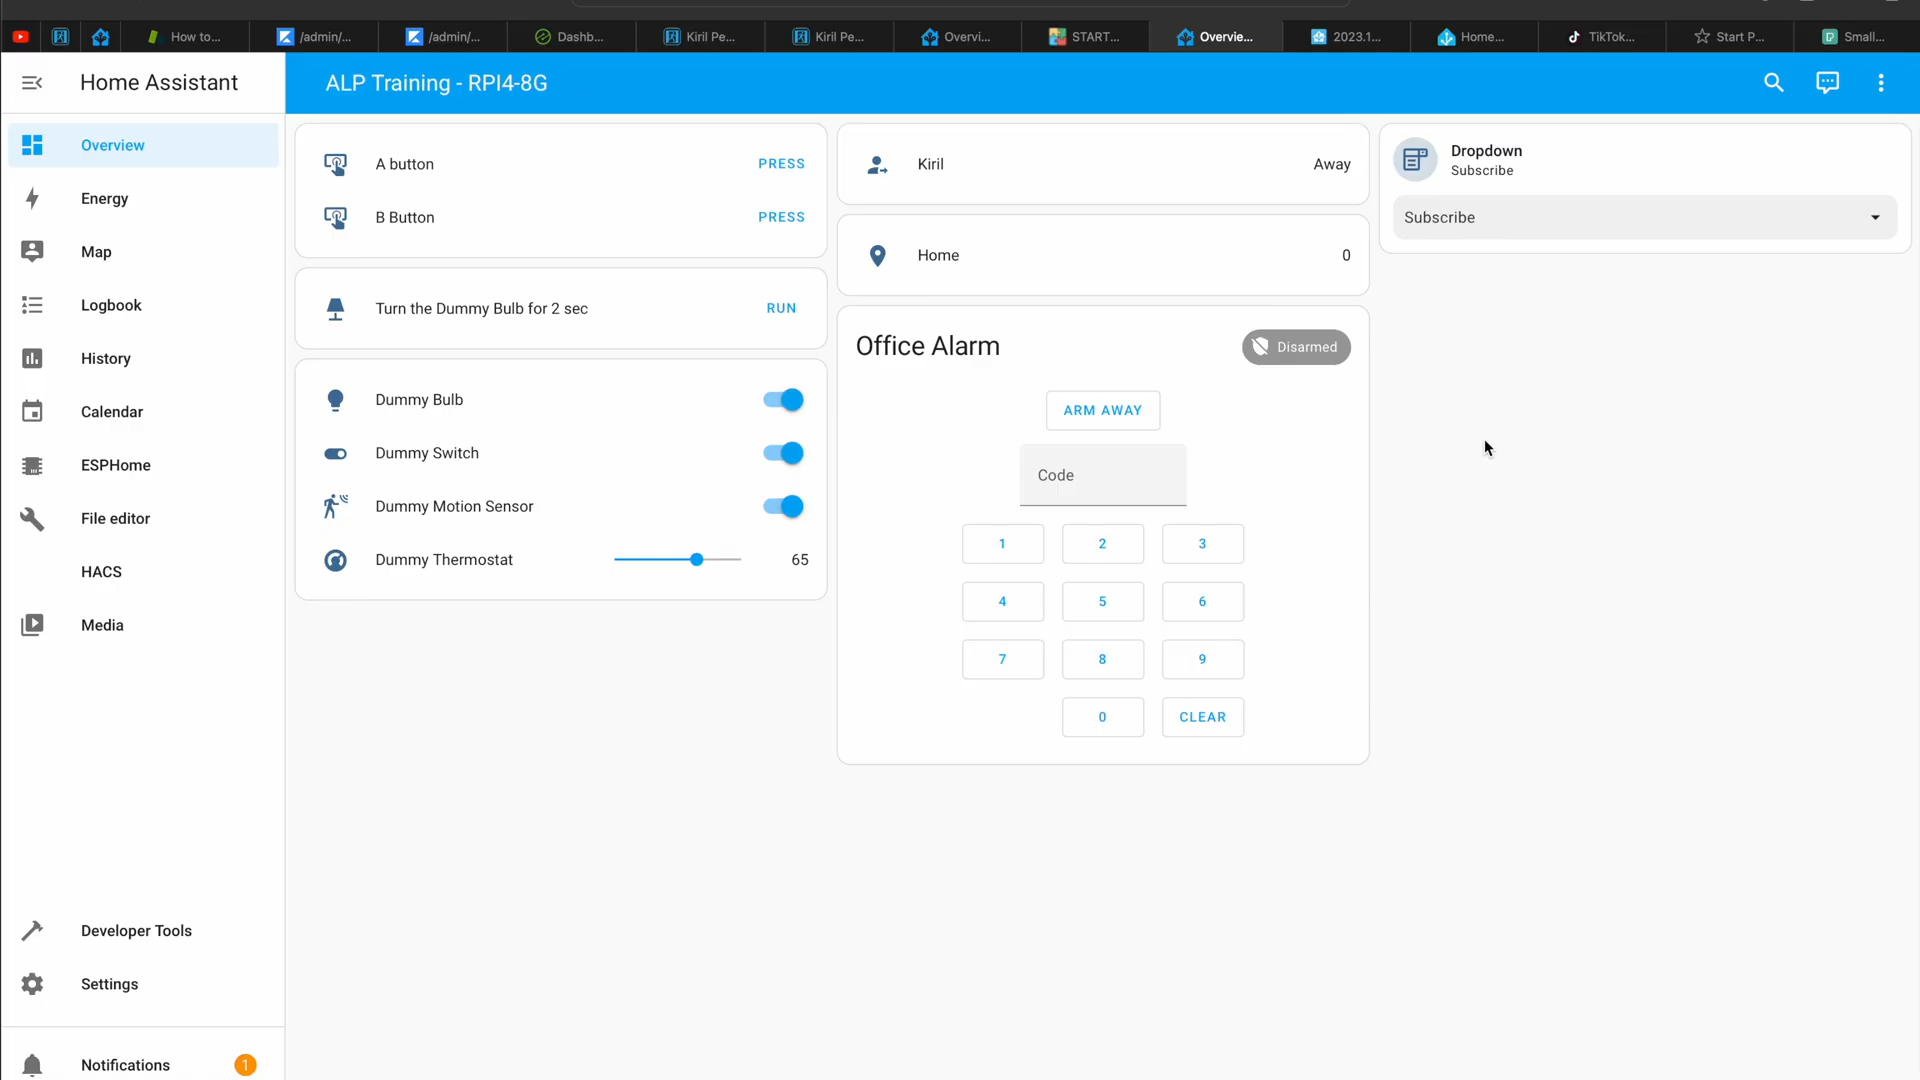 How to...
/admin/...
/admin/...
Dashb...
Kiril Pe...
Kiril Pe...
Overvi...
START...
Overvie...
2023.1...
Home...
TikTok...
Start P...
Small...
Home Assistant
ALP Training - RPI4-8G
Overview
Energy
Map
Logbook
History
Calendar
ESPHome
File editor
HACS
Media
Developer Tools
Settings
Notifications
1
A button
PRESS
B Button
PRESS
Turn the Dummy Bulb for 2 sec
RUN
Dummy Bulb
Dummy Switch
Dummy Motion Sensor
Dummy Thermostat
65
Kiril
Away
Home
0
Office Alarm
Disarmed
ARM AWAY
Code
1
2
3
4
5
6
7
8
9
0
CLEAR
Dropdown
Subscribe
Subscribe